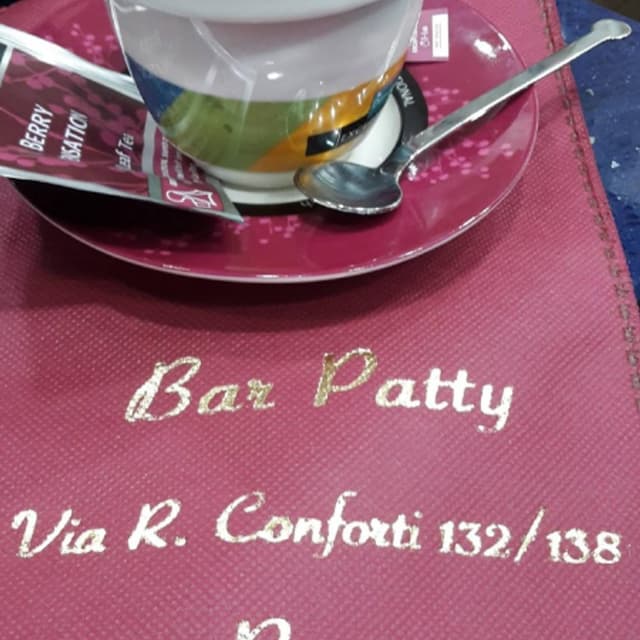 BERRY
Bar Patty
Via R. Conforti 132/138